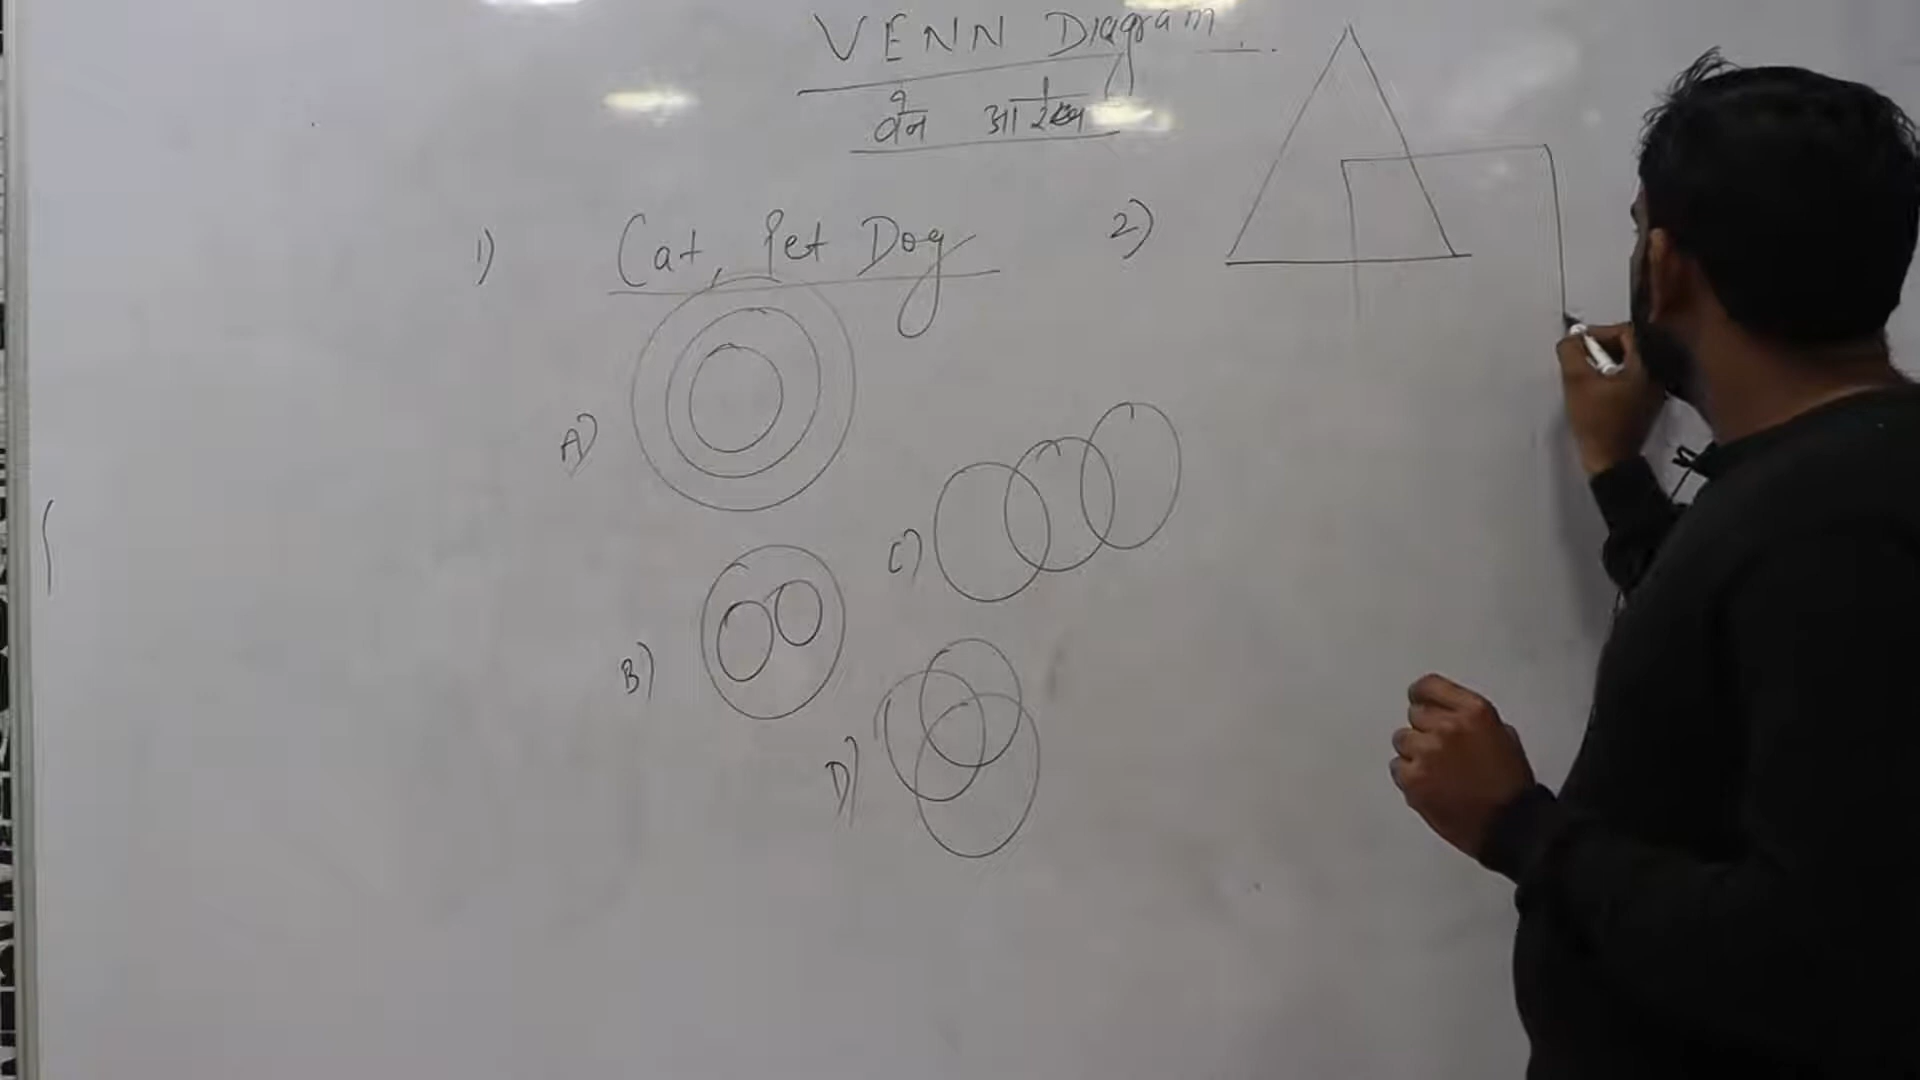 VENN Diagram
वेन आरेख
1) Cat, Pet Dog
2)
A)
C)
B)
D)